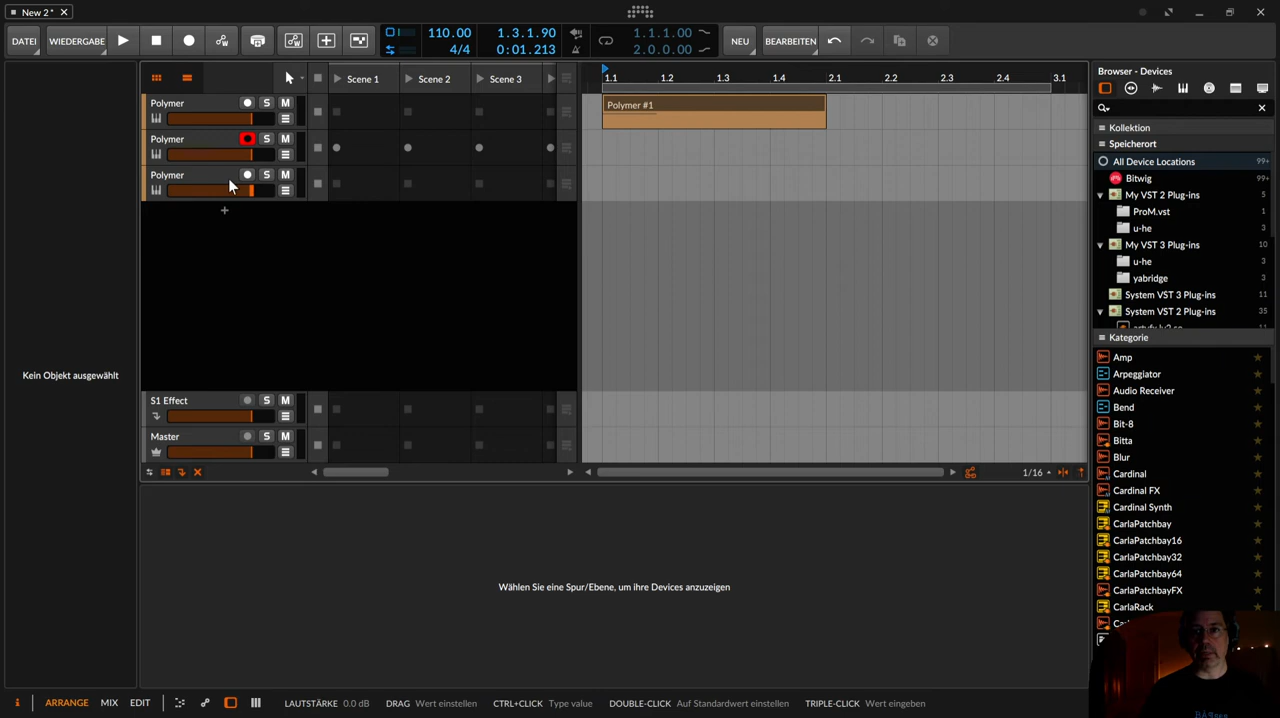 New 2*
DATEI
WIEDERGABE
110.00
4/4
1.3.1.90
0:01.213
1.1.1.00
2.0.0.00
NEU
BEARBEITEN
Scene 1
Scene 2
Scene 3
1.1
1.2
1.3
1.4
2.1
2.2
2.3
2.4
3.1
Polymer
S
M
Polymer
S
M
Polymer
S
M
Polymer #1
Kein Objekt ausgewählt
S1 Effect
S
M
Master
S
M
1/16
Wählen Sie eine Spur/Ebene, um ihre Devices anzuzeigen
Browser - Devices
Kollektion
Speicherort
All Device Locations 99+
Bitwig 99+
My VST 2 Plug-ins 5
ProM.vst 2
u-he 3
My VST 3 Plug-ins 10
u-he 3
yabridge 7
System VST 3 Plug-ins 11
System VST 2 Plug-ins 35
Kategorie
Amp
Arpeggiator
Audio Receiver
Bend
Bit-8
Bitta
Blur
Cardinal
Cardinal FX
Cardinal Synth
CarlaPatchbay
CarlaPatchbay16
CarlaPatchbay32
CarlaPatchbay64
CarlaPatchbayFX
CarlaRack
i
ARRANGE
MIX
EDIT
LAUTSTÄRKE 0.0 dB
DRAG Wert einstellen
CTRL+CLICK Type value
DOUBLE-CLICK Auf Standardwert einstellen
TRIPLE-CLICK Wert eingeben